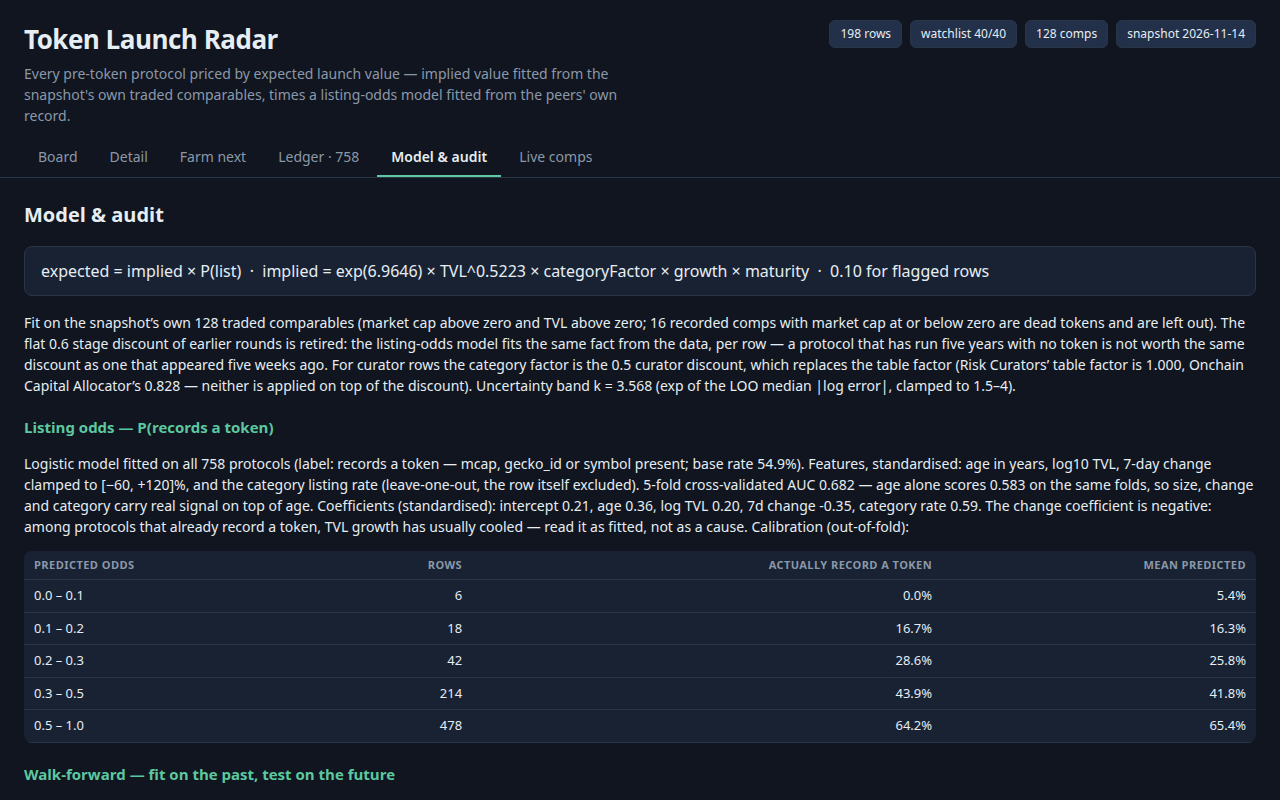 Token Launch Radar
198 rows
watchlist 40/40
128 comps
snapshot 2026-11-14
Every pre-token protocol priced by expected launch value — implied value fitted from the
snapshot's own traded comparables, times a listing-odds model fitted from the peers' own
record.
Board
Detail
Farm next
Ledger · 758
Model & audit
Live comps
Model & audit
expected = implied × P(list) · implied = exp(6.9646) × TVL^0.5223 × categoryFactor × growth × maturity · 0.10 for flagged rows
Fit on the snapshot’s own 128 traded comparables (market cap above zero and TVL above zero; 16 recorded comps with market cap at or below zero are dead tokens and are left out). The
flat 0.6 stage discount of earlier rounds is retired: the listing-odds model fits the same fact from the data, per row — a protocol that has run five years with no token is not worth the same
discount as one that appeared five weeks ago. For curator rows the category factor is the 0.5 curator discount, which replaces the table factor (Risk Curators’ table factor is 1.000, Onchain
Capital Allocator’s 0.828 — neither is applied on top of the discount). Uncertainty band k = 3.568 (exp of the LOO median |log error|, clamped to 1.5–4).
Listing odds — P(records a token)
Logistic model fitted on all 758 protocols (label: records a token — mcap, gecko_id or symbol present; base rate 54.9%). Features, standardised: age in years, log10 TVL, 7-day change
clamped to [−60, +120]%, and the category listing rate (leave-one-out, the row itself excluded). 5-fold cross-validated AUC 0.682 — age alone scores 0.583 on the same folds, so size, change
and category carry real signal on top of age. Coefficients (standardised): intercept 0.21, age 0.36, log TVL 0.20, 7d change -0.35, category rate 0.59. The change coefficient is negative:
among protocols that already record a token, TVL growth has usually cooled — read it as fitted, not as a cause. Calibration (out-of-fold):
PREDICTED ODDS ROWS ACTUALLY RECORD A TOKEN MEAN PREDICTED
0.0 – 0.1 6 0.0% 5.4%
0.1 – 0.2 18 16.7% 16.3%
0.2 – 0.3 42 28.6% 25.8%
0.3 – 0.5 214 43.9% 41.8%
0.5 – 1.0 478 64.2% 65.4%
Walk-forward — fit on the past, test on the future